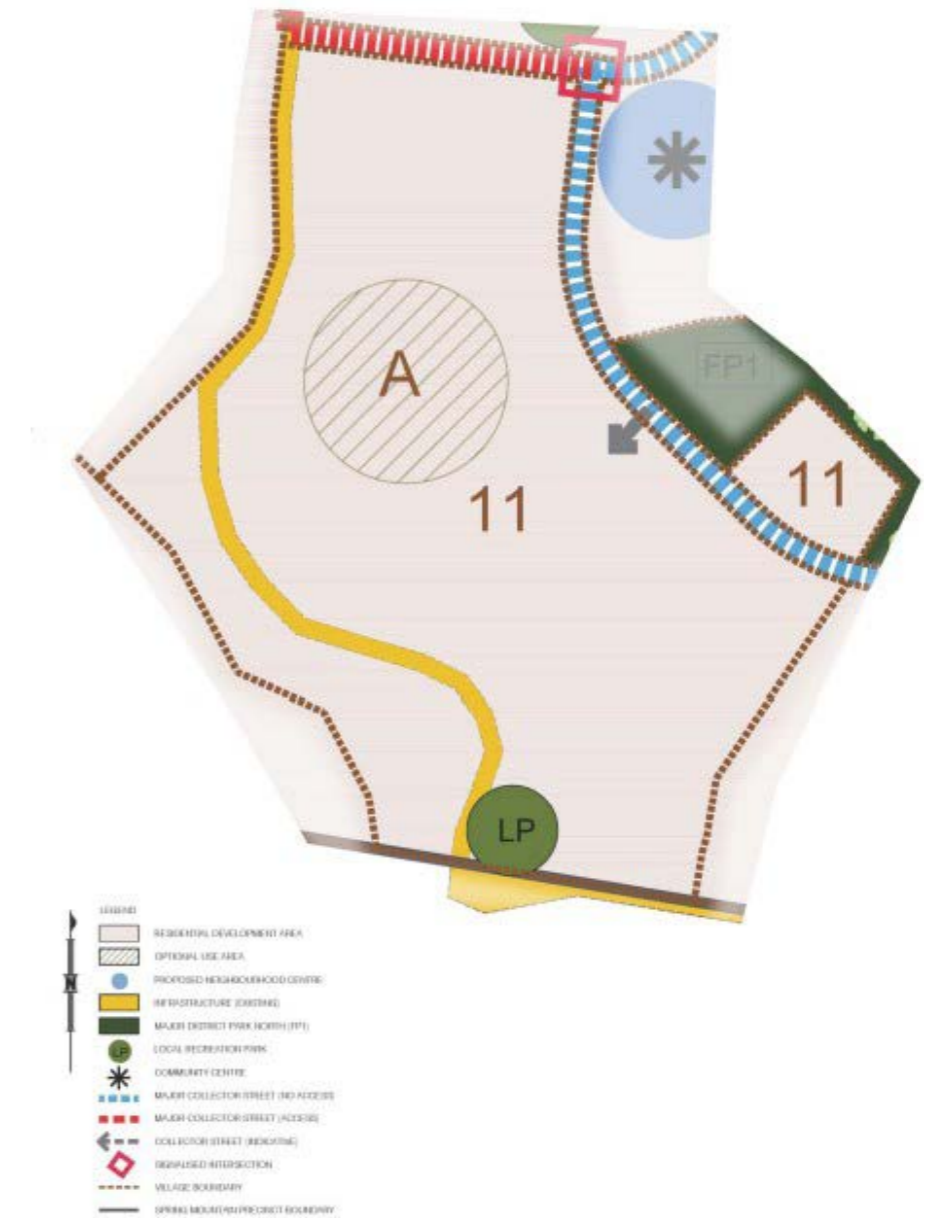 FP1
A
11
11
LP
N
LEGEND
RESIDENTIAL DEVELOPMENT AREA
OPTIONAL USE AREA
PROPOSED NEIGHBOURHOOD CENTRE
INFRASTRUCTURE (EXISTING)
MAJOR DISTRICT PARK NORTH (FP1)
LP
LOCAL RECREATION PARK
COMMUNITY CENTRE
MAJOR COLLECTOR STREET (NO ACCESS)
MAJOR COLLECTOR STREET (ACCESS)
COLLECTOR STREET (INDICATIVE)
SIGNALISED INTERSECTION
VILLAGE BOUNDARY
SPRING MOUNTAIN PRECINCT BOUNDARY